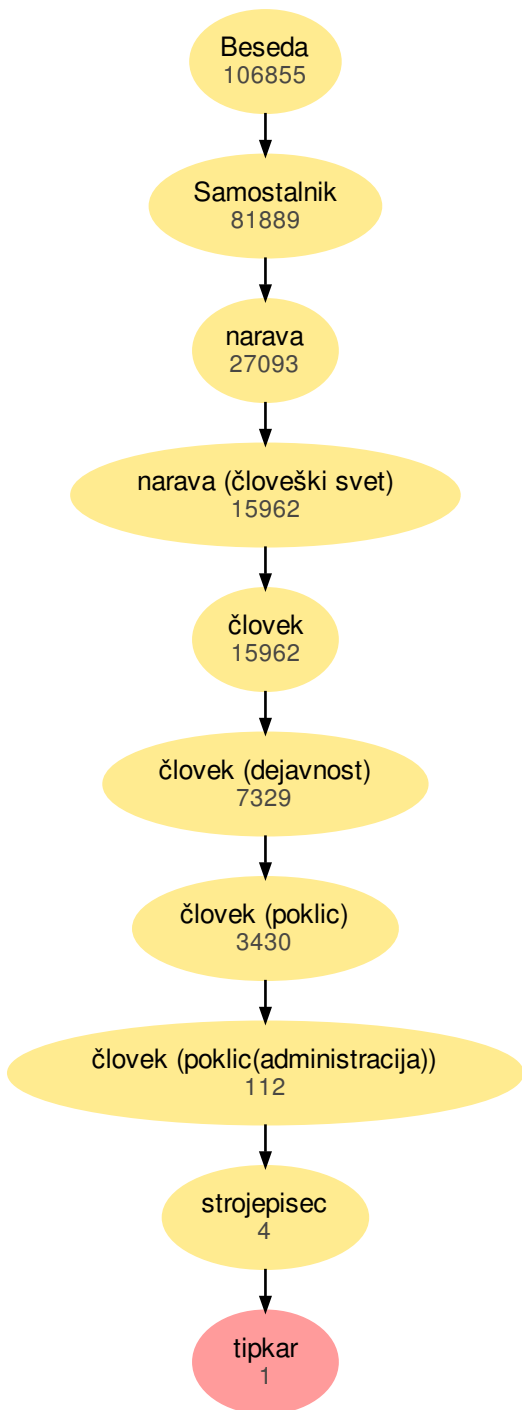 Beseda
106855
Samostalnik
81889
narava
27093
narava (človeški svet)
15962
človek
15962
človek (dejavnost)
7329
človek (poklic)
3430
človek (poklic(administracija))
112
strojepisec
4
tipkar
1